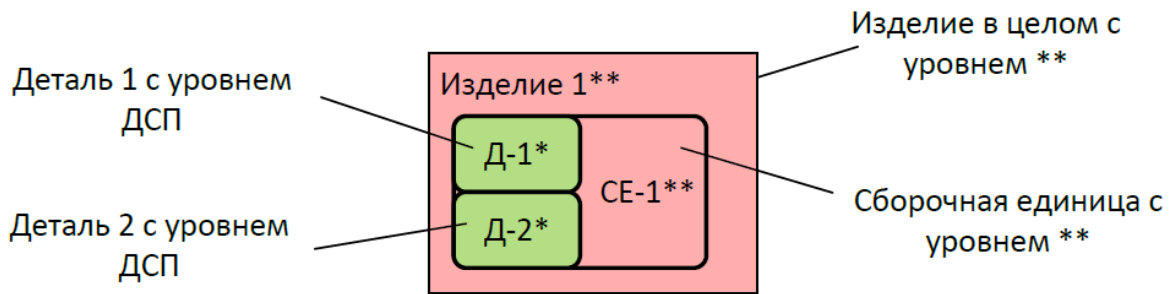 Изделие в целом с
уровнем **
Деталь 1 с уровнем
ДСП
Изделие 1**
Д-1*
СЕ-1**
Д-2*
Сборочная единица с
уровнем **
Деталь 2 с уровнем
ДСП